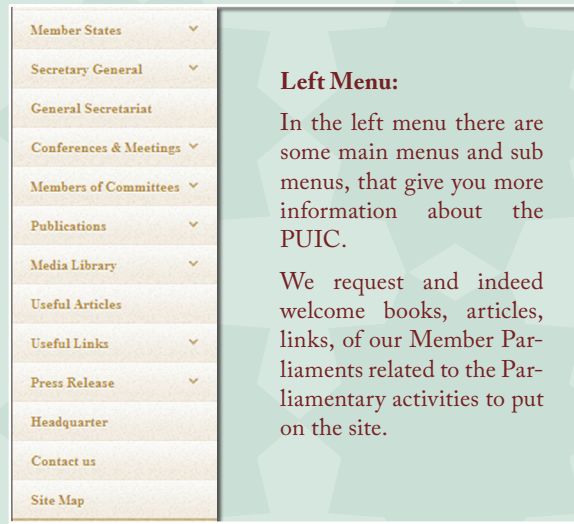 Member States
Secretary General
General Secretariat
Conferences & Meetings
Members of Committees
Publications
Media Library
Useful Articles
Useful Links
Press Release
Headquarter
Contact us
Site Map
Left Menu:
In the left menu there are
some main menus and sub
menus, that give you more
information about the
PUIC.
We request and indeed
welcome books, articles,
links, of our Member Par-
liaments related to the Par-
liamentary activities to put
on the site.